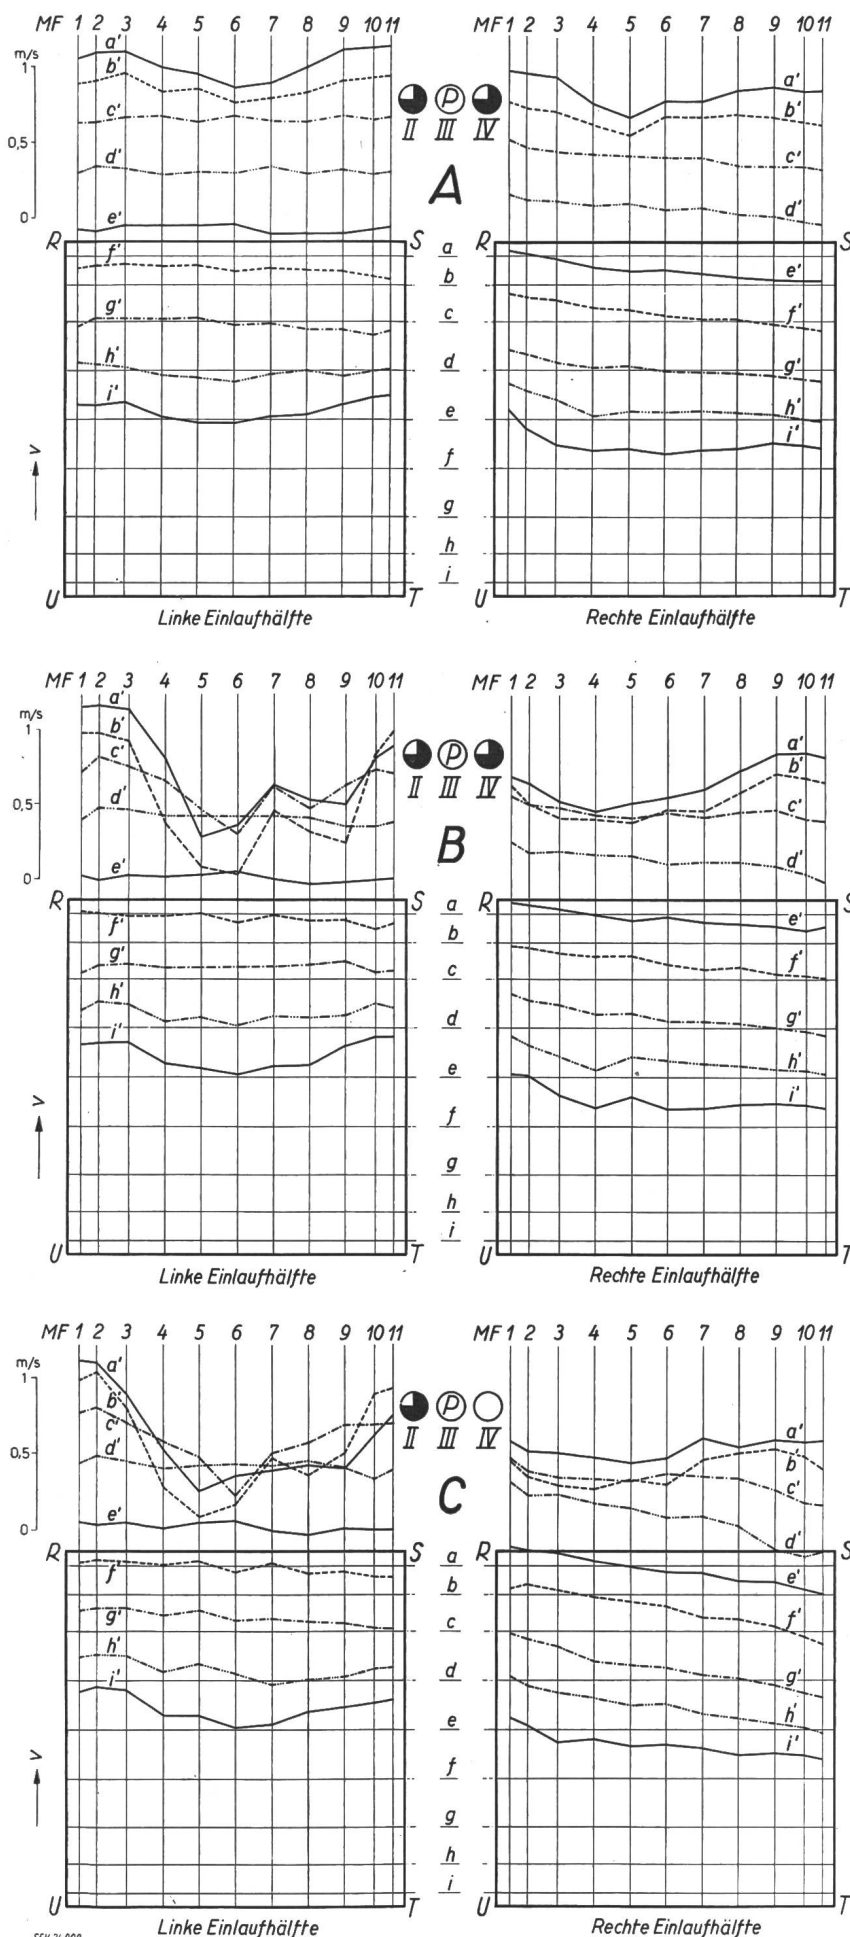 MF 1 2 3 4 5 6 7 8 9 10 11 MF 1 2 3 4 5 6 7 8 9 10 11
m/s
1
0,5
0
a' b' c' d' e'
P
II III IV
A
a' b' c' d'
R S R S
f' g' h' i'
a
b
c
d
e
f
g
h
i
e' f' g' h' i'
v
U T U T
Linke Einlaufhälfte Rechte Einlaufhälfte
MF 1 2 3 4 5 6 7 8 9 10 11 MF 1 2 3 4 5 6 7 8 9 10 11
m/s
1
0,5
0
a' b' c' d' e'
P
II III IV
B
a' b' c' d'
R S R S
f' g' h' i'
a
b
c
d
e
f
g
h
i
e' f' g' h' i'
v
U T U T
Linke Einlaufhälfte Rechte Einlaufhälfte
MF 1 2 3 4 5 6 7 8 9 10 11 MF 1 2 3 4 5 6 7 8 9 10 11
m/s
1
0,5
0
a' b' c' d' e'
P
II III IV
C
a' b' c' d'
R S R S
f' g' h' i'
a
b
c
d
e
f
g
h
i
e' f' g' h' i'
v
U T U T
Linke Einlaufhälfte Rechte Einlaufhälfte